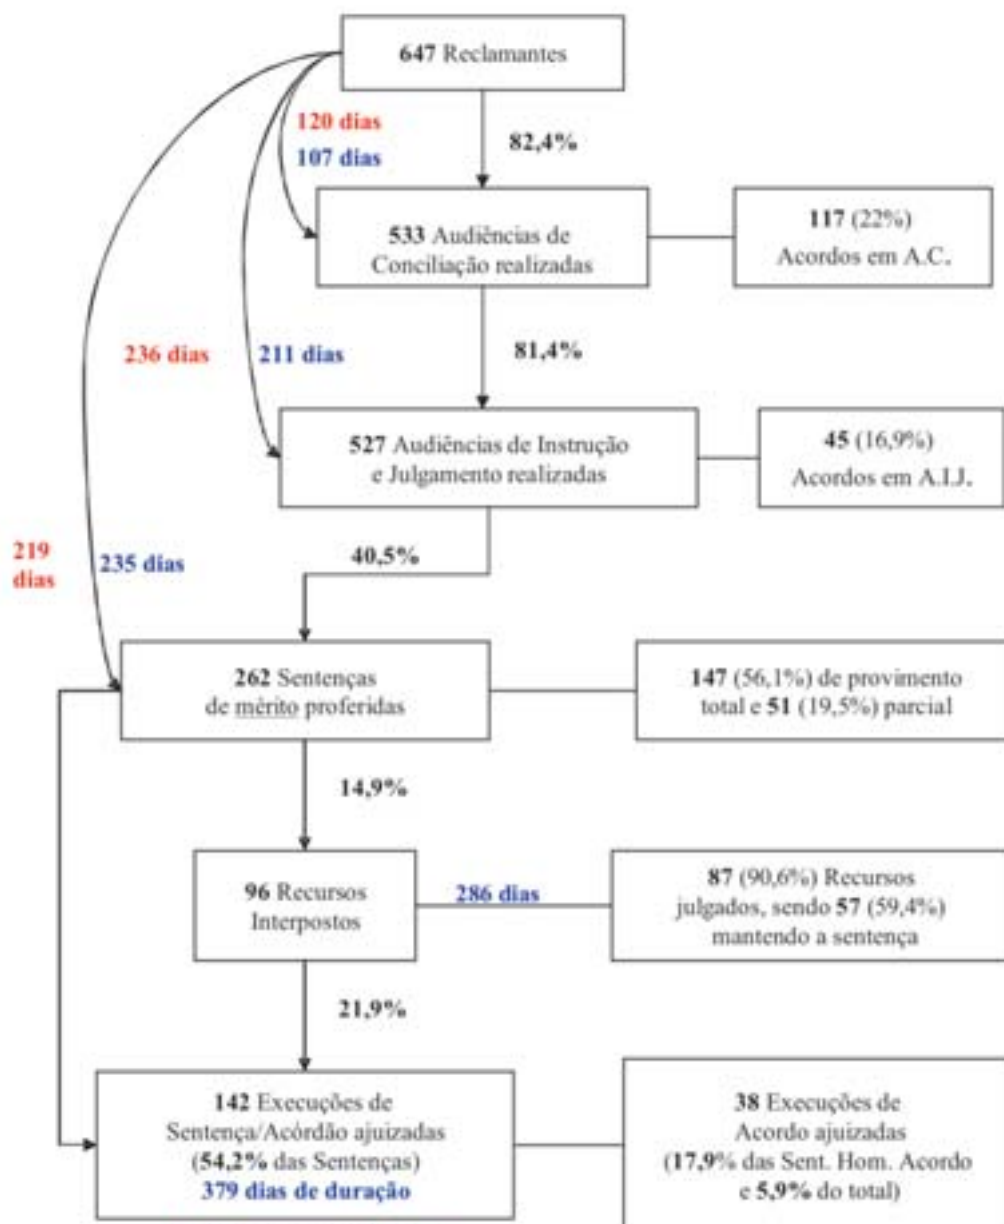 647 Reclamantes
120 dias
107 dias
82,4%
533 Audiências de
Conciliação realizadas
117 (22%)
Acordos em A.C.
236 dias
211 dias
81,4%
527 Audiências de Instrução
e Julgamento realizadas
45 (16,9%)
Acordos em A.I.J.
219
dias
235 dias
40,5%
262 Sentenças
de mérito proferidas
147 (56,1%) de provimento
total e 51 (19,5%) parcial
14,9%
96 Recursos
Interpostos
286 dias
87 (90,6%) Recursos
julgados, sendo 57 (59,4%)
mantendo a sentença
21,9%
142 Execuções de
Sentença/Acórdão ajuizadas
(54,2% das Sentenças)
379 dias de duração
38 Execuções de
Acordo ajuizadas
(17,9% das Sent. Hom. Acordo
e 5,9% do total)